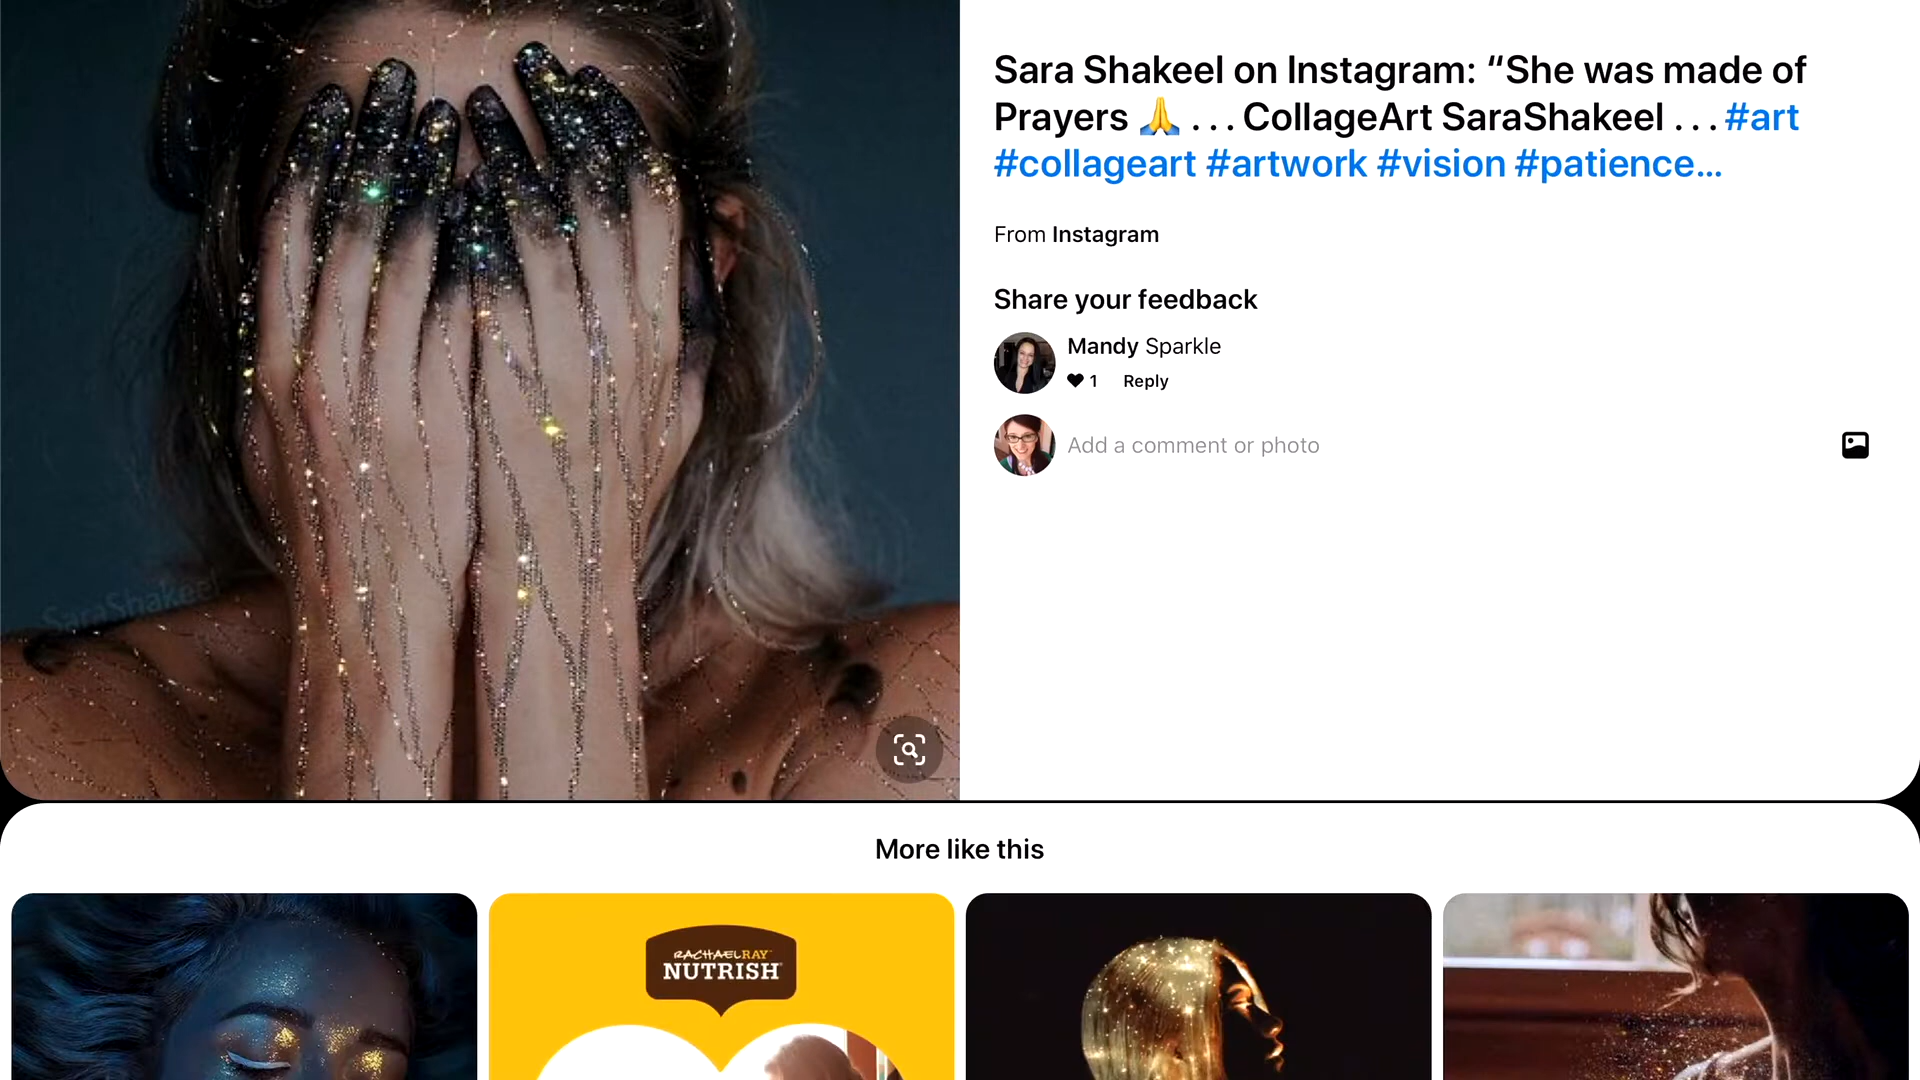 Sara Shakeel on Instagram: “She was made of
Prayers 🙏 . . . CollageArt SaraShakeel . . . #art
#collageart #artwork #vision #patience…
From Instagram
Share your feedback
Mandy Sparkle
1 Reply
Add a comment or photo
SaraShakeel
More like this
RACHAELRAY
NUTRISH